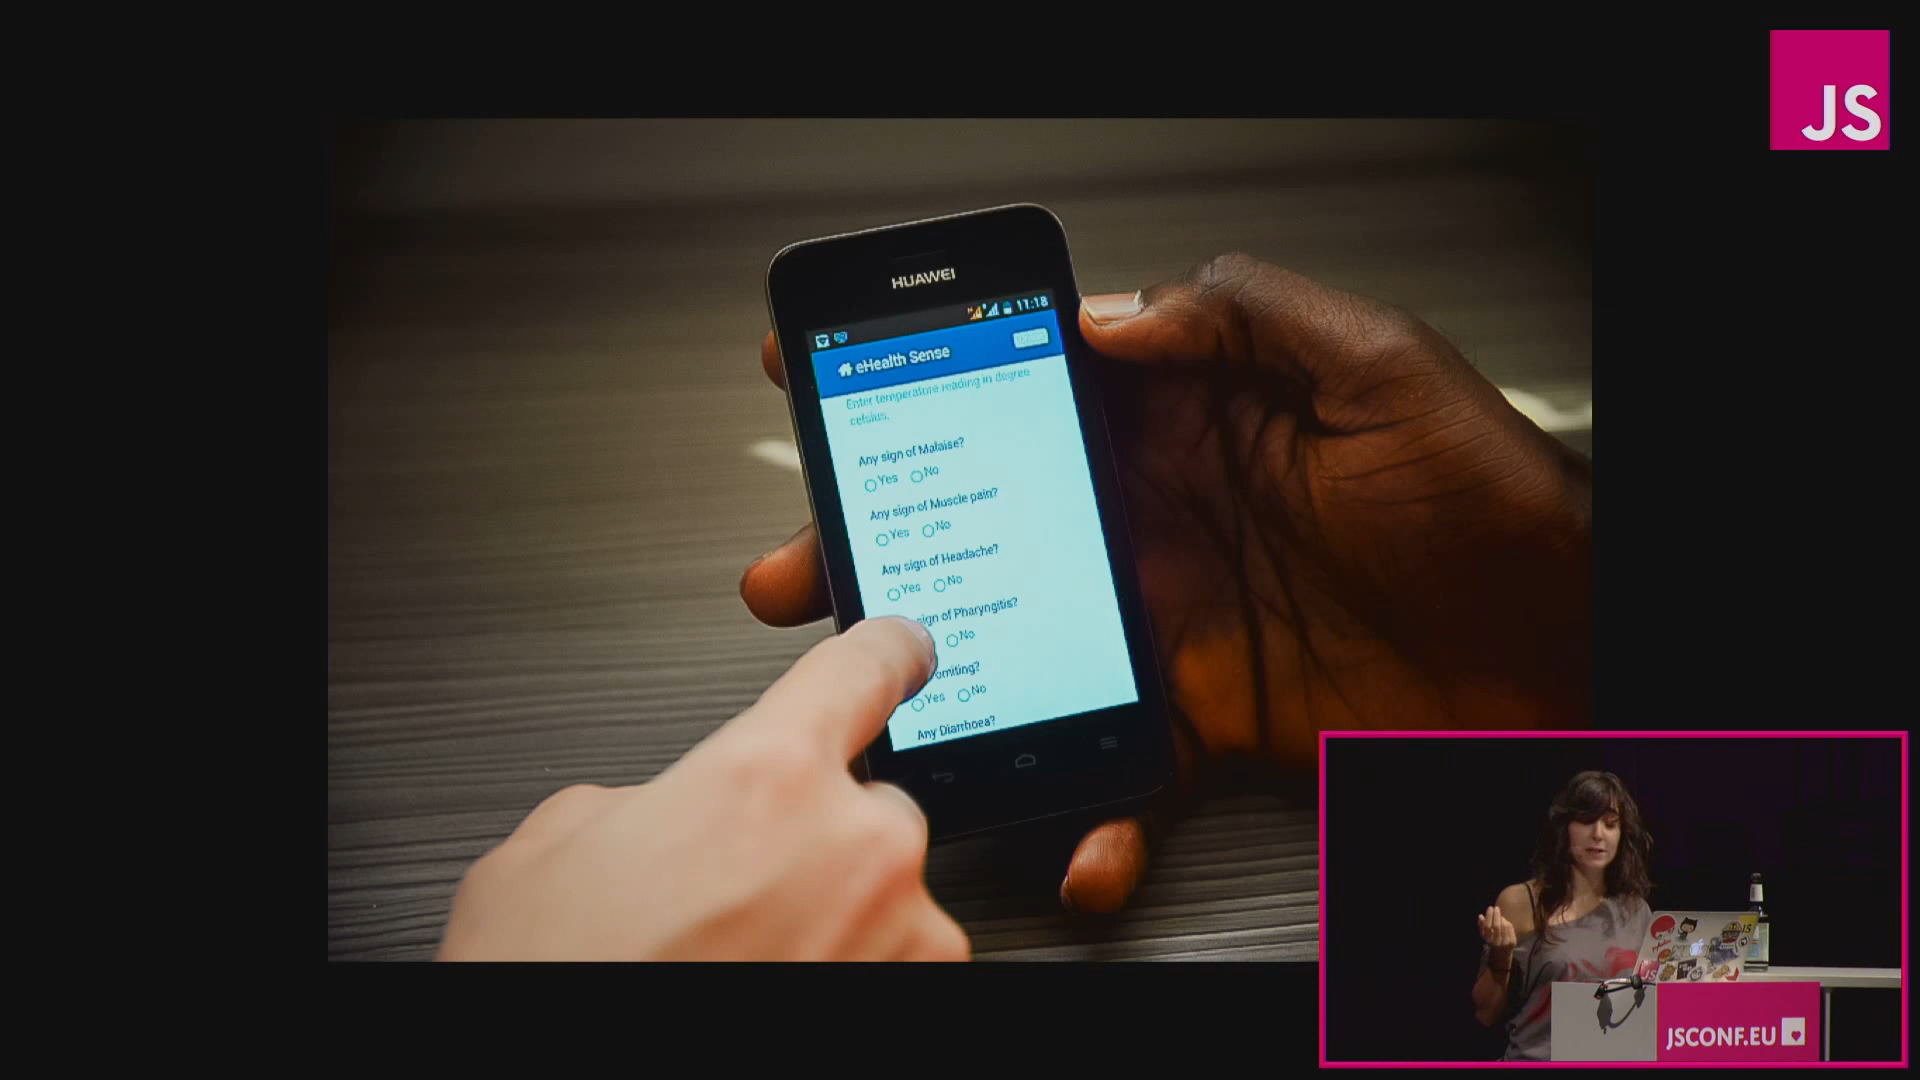 JS
HUAWEI
11:18
eHealth Sense
Enter temperature reading in degree
celsius.
Any sign of Malaise?
Yes No
Any sign of Muscle pain?
Yes No
Any sign of Headache?
Yes No
sign of Pharyngitis?
No
omiting?
Yes No
Any Diarrhoea?
JS
JSCONF.EU